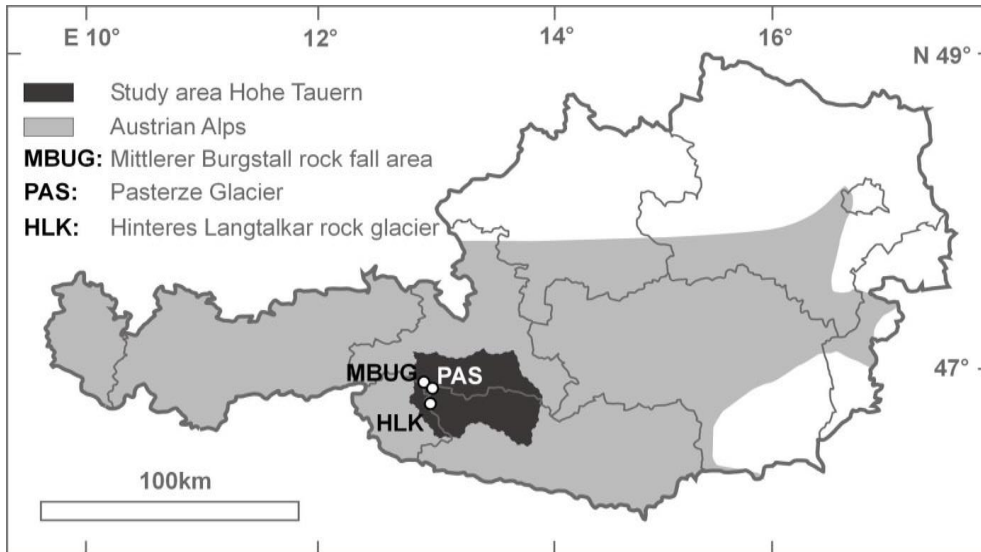 E 10° 12° 14° 16°
N 49°
Study area Hohe Tauern
Austrian Alps
MBUG: Mittlerer Burgstall rock fall area
PAS: Pasterze Glacier
HLK: Hinteres Langtalkar rock glacier
47°
MBUG PAS
HLK
100km